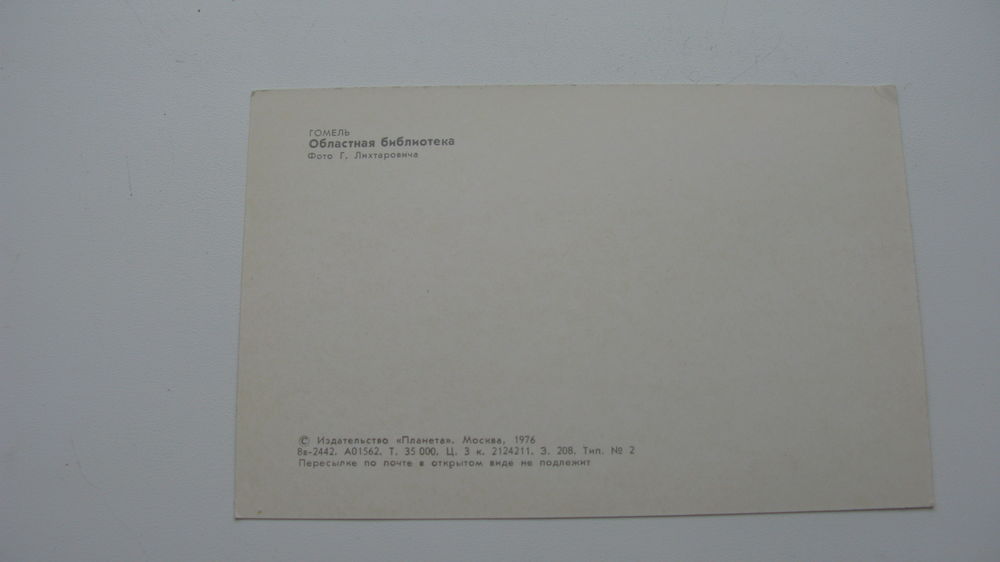 ГОМЕЛЬ
Областная библиотека
Фото Г. Лихтаровича
© Издательство «Планета». Москва, 1976
8в-2442. А01562. Т. 35 000. Ц. 3 к. 2124211. З. 208. Тип. № 2
Пересылке по почте в открытом виде не подлежит